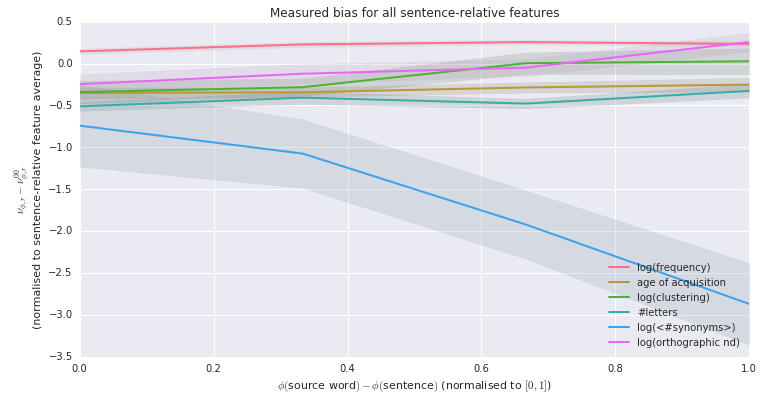 Measured bias for all sentence-relative features
ν_{ϕ,r} − ν^{00}_{ϕ,r}
(normalised to sentence-relative feature average)
0.5
0.0
−0.5
−1.0
−1.5
−2.0
−2.5
−3.0
−3.5
log(frequency)
age of acquisition
log(clustering)
#letters
log(<#synonyms>)
log(orthographic nd)
0.0 0.2 0.4 0.6 0.8 1.0
ϕ(source word) − ϕ(sentence) (normalised to [0, 1])